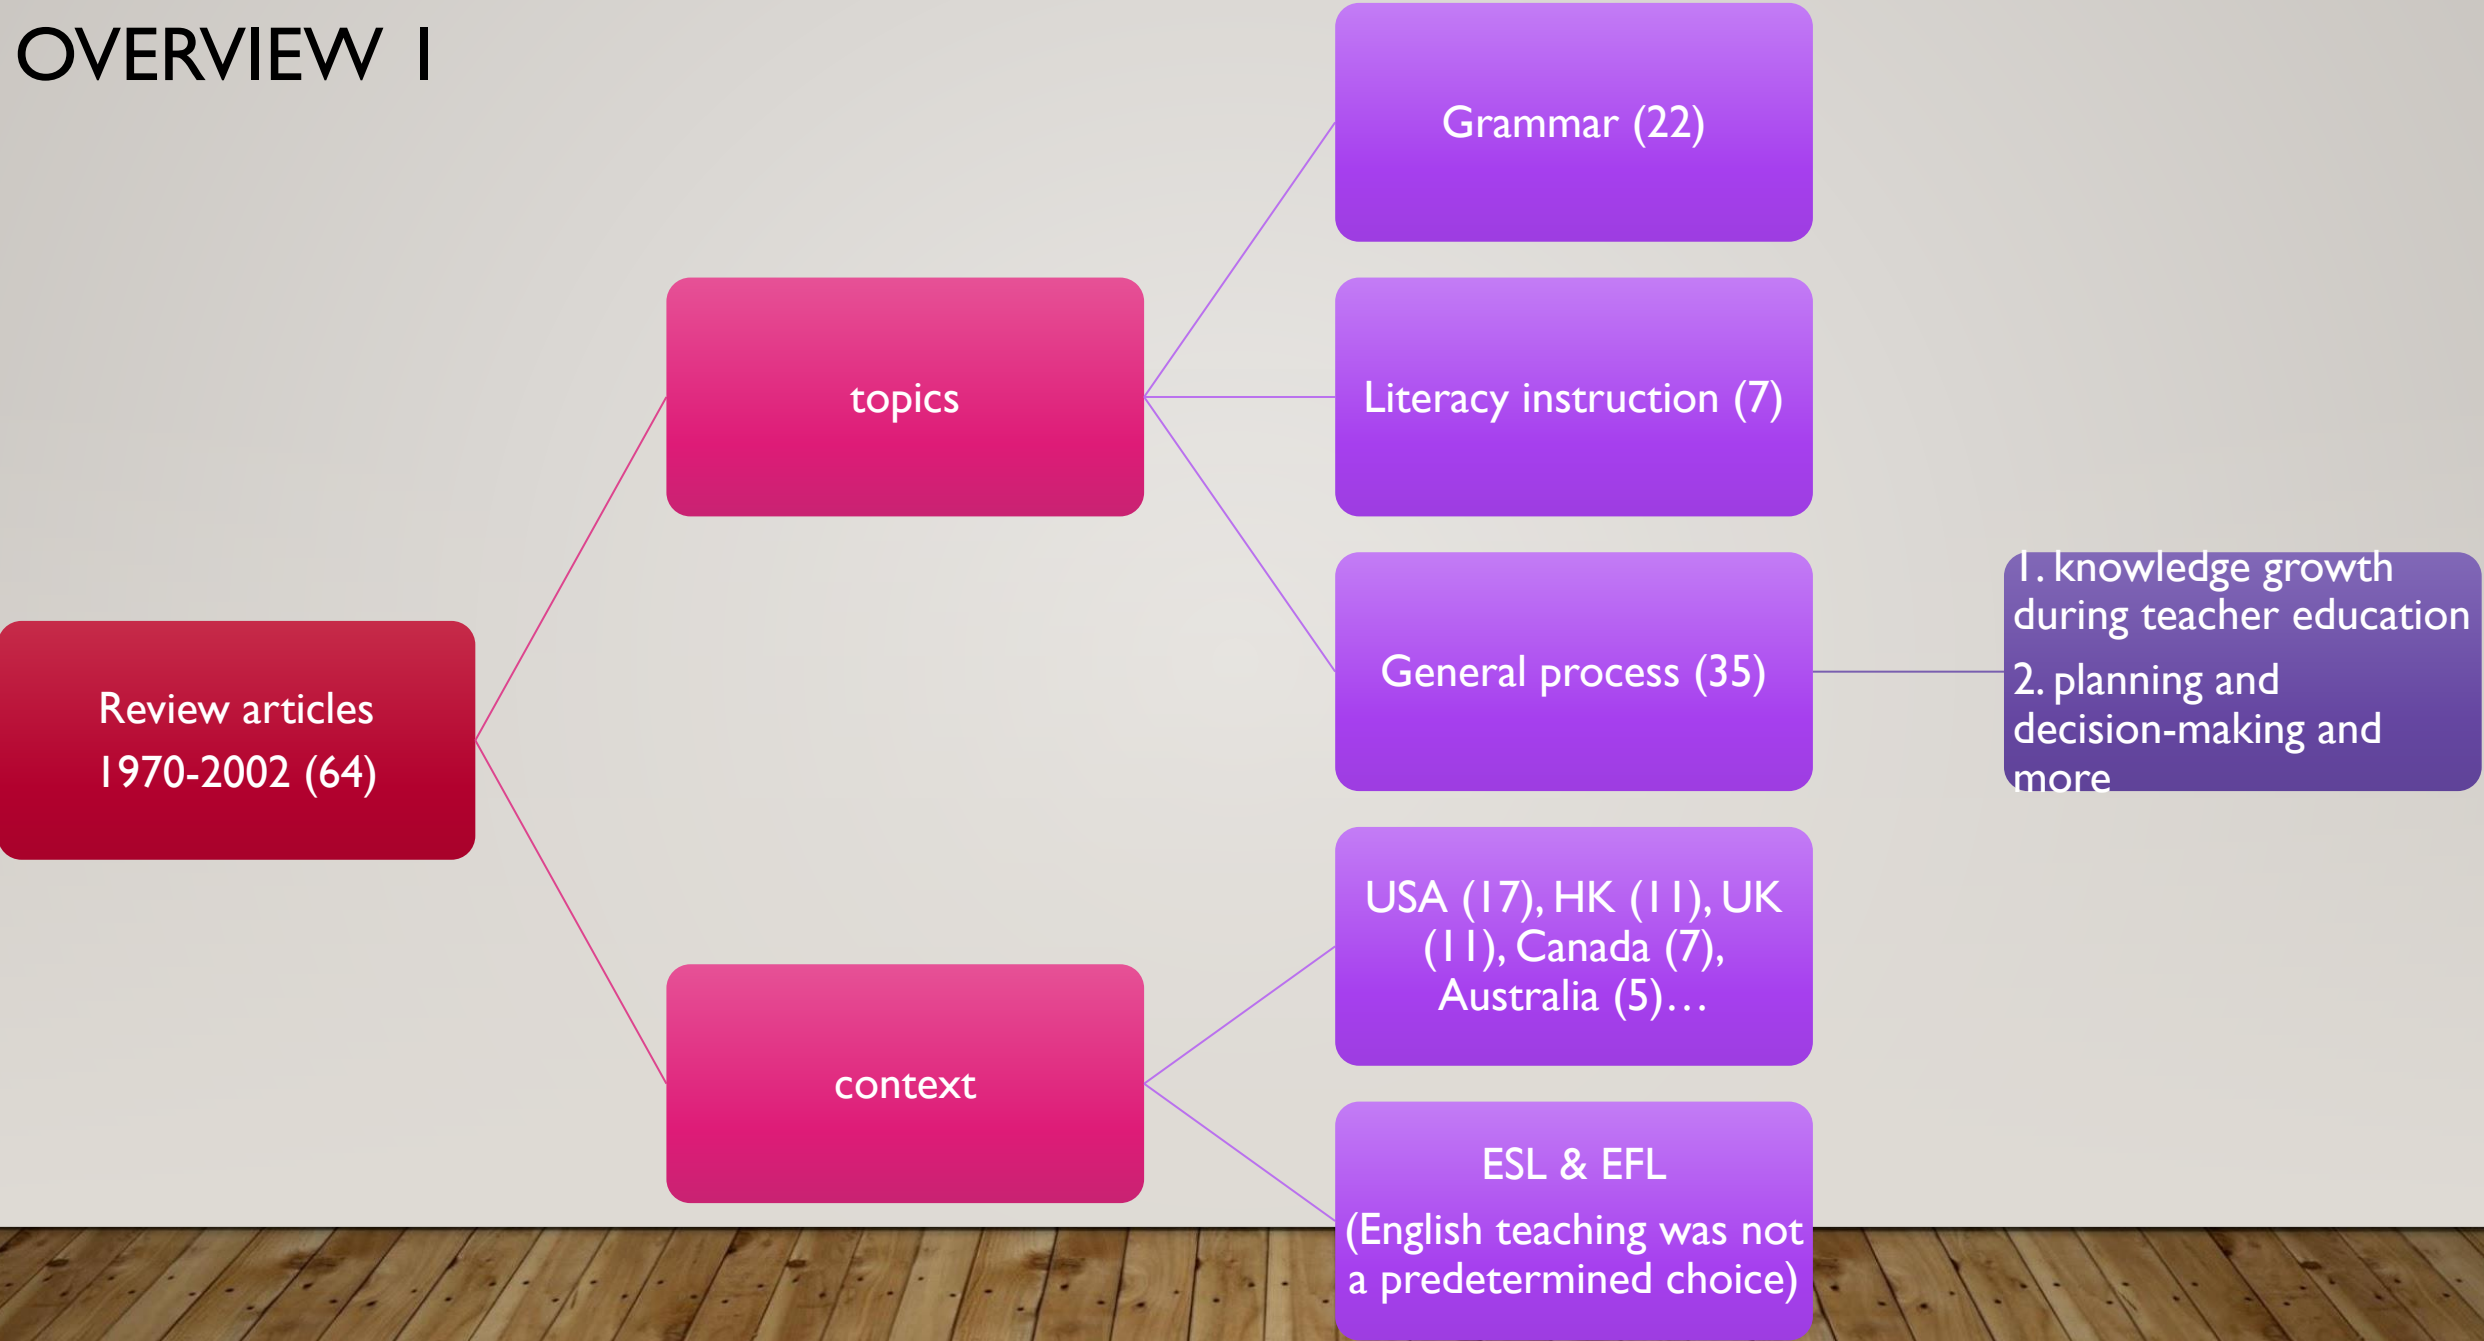 OVERVIEW 1
Grammar (22)
topics
Literacy instruction (7)
General process (35)
1. knowledge growth
during teacher education
2. planning and
decision-making and
more
Review articles
1970-2002 (64)
USA (17), HK (11), UK
(11), Canada (7),
Australia (5)…
context
ESL & EFL
(English teaching was not
a predetermined choice)